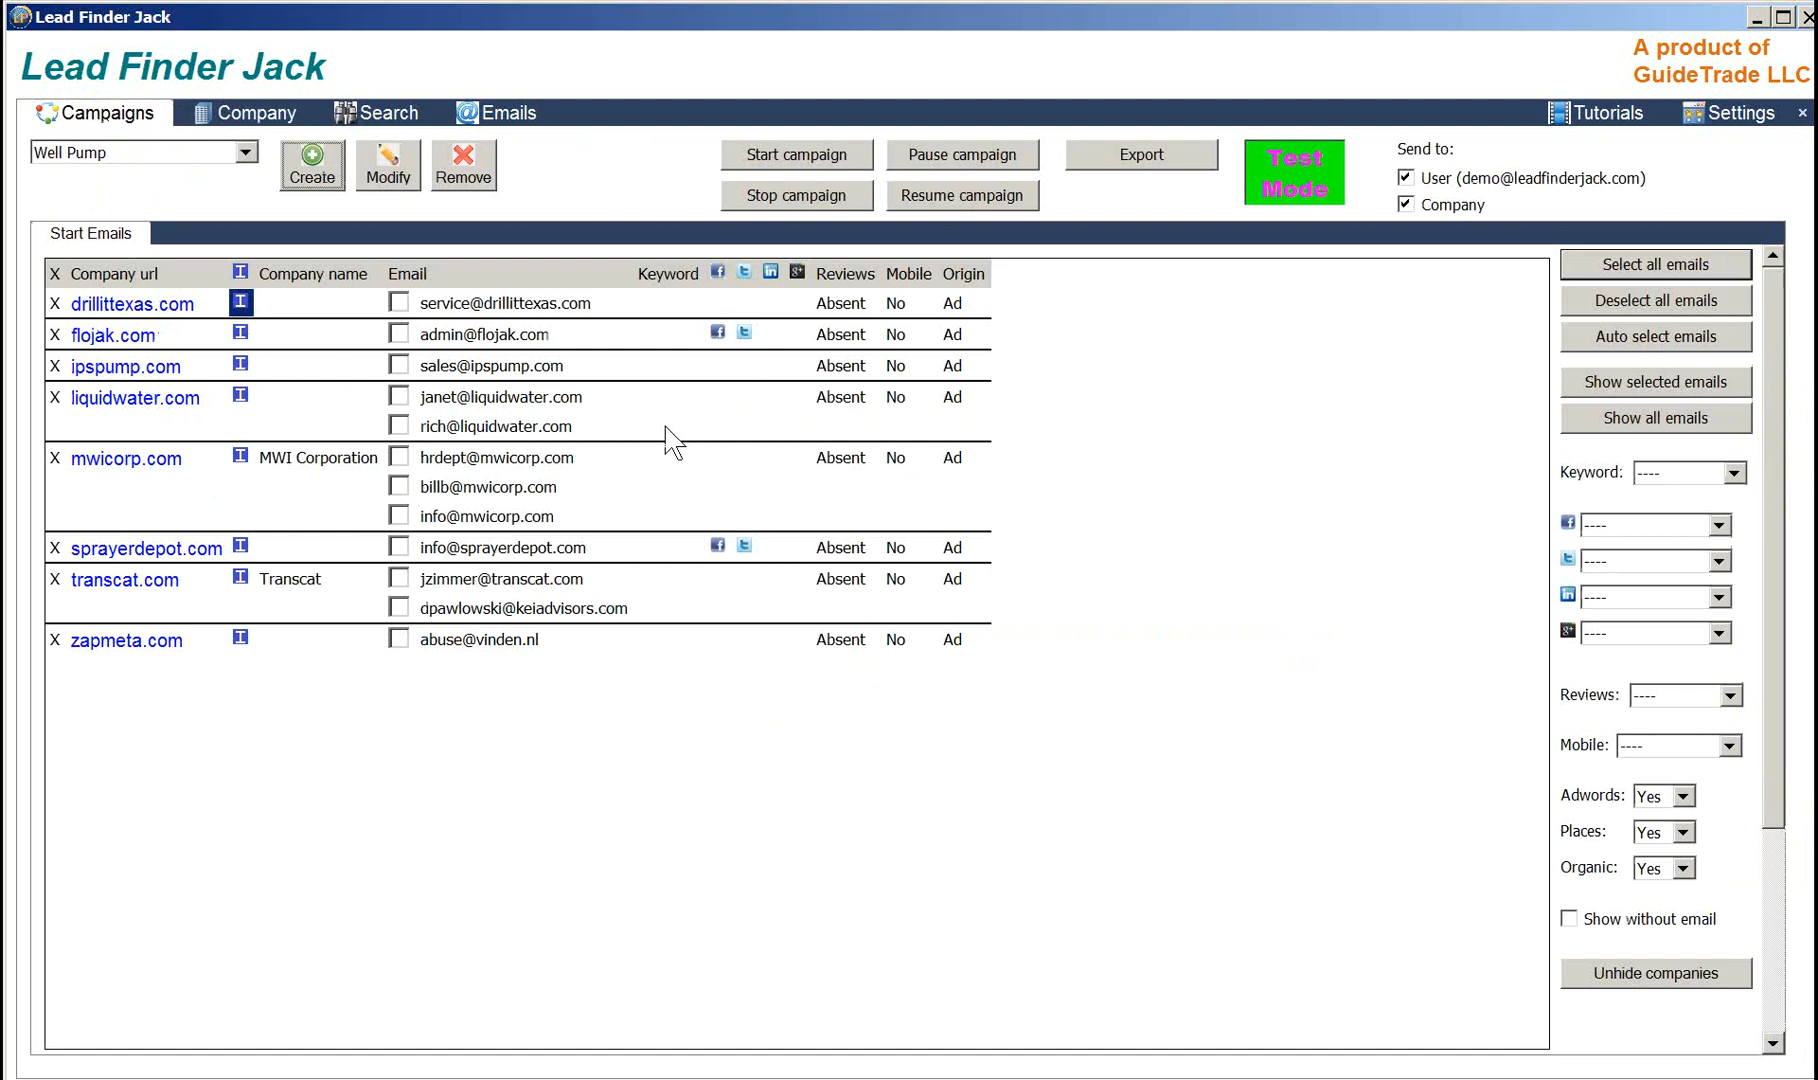 Lead Finder Jack
Lead Finder Jack
A product of
GuideTrade LLC
Campaigns Company Search Emails Tutorials Settings ×
Well Pump
Create Modify Remove
Start campaign Pause campaign Export
Stop campaign Resume campaign
Test
Mode
Send to:
User (demo@leadfinderjack.com)
Company
Start Emails
X Company url I Company name Email Keyword Reviews Mobile Origin
X drillittexas.com I service@drillittexas.com Absent No Ad
X flojak.com I admin@flojak.com Absent No Ad
X ipspump.com I sales@ipspump.com Absent No Ad
X liquidwater.com I janet@liquidwater.com Absent No Ad
rich@liquidwater.com
X mwicorp.com I MWI Corporation hrdept@mwicorp.com Absent No Ad
billb@mwicorp.com
info@mwicorp.com
X sprayerdepot.com I info@sprayerdepot.com Absent No Ad
X transcat.com I Transcat jzimmer@transcat.com Absent No Ad
dpawlowski@keiadvisors.com
X zapmeta.com I abuse@vinden.nl Absent No Ad
Select all emails
Deselect all emails
Auto select emails
Show selected emails
Show all emails
Keyword: ----
----
----
----
----
Reviews: ----
Mobile: ----
Adwords: Yes
Places: Yes
Organic: Yes
Show without email
Unhide companies